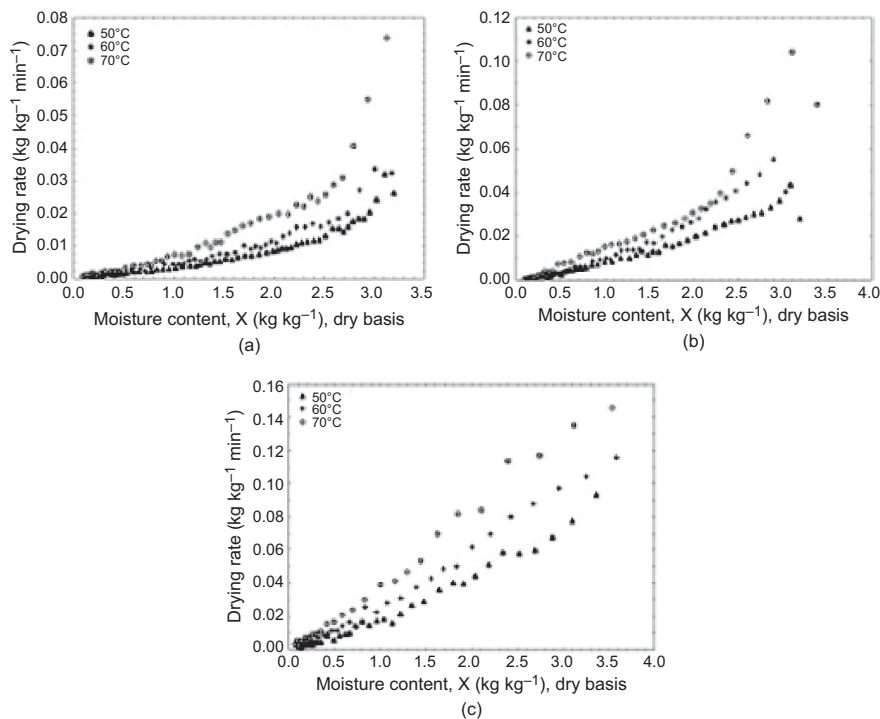 0.08
0.07
0.06
0.05
0.04
0.03
0.02
0.01
0.00
Drying rate (kg kg⁻¹ min⁻¹)
50°C
60°C
70°C
0.0 0.5 1.0 1.5 2.0 2.5 3.0 3.5
Moisture content, X (kg kg⁻¹), dry basis
(a)
0.12
0.10
0.08
0.06
0.04
0.02
0.00
Drying rate (kg kg⁻¹ min⁻¹)
50°C
60°C
70°C
0.0 0.5 1.0 1.5 2.0 2.5 3.0 3.5 4.0
Moisture content, X (kg kg⁻¹), dry basis
(b)
0.16
0.14
0.12
0.10
0.08
0.06
0.04
0.02
0.00
Drying rate (kg kg⁻¹ min⁻¹)
50°C
60°C
70°C
0.0 0.5 1.0 1.5 2.0 2.5 3.0 3.5 4.0
Moisture content, X (kg kg⁻¹), dry basis
(c)